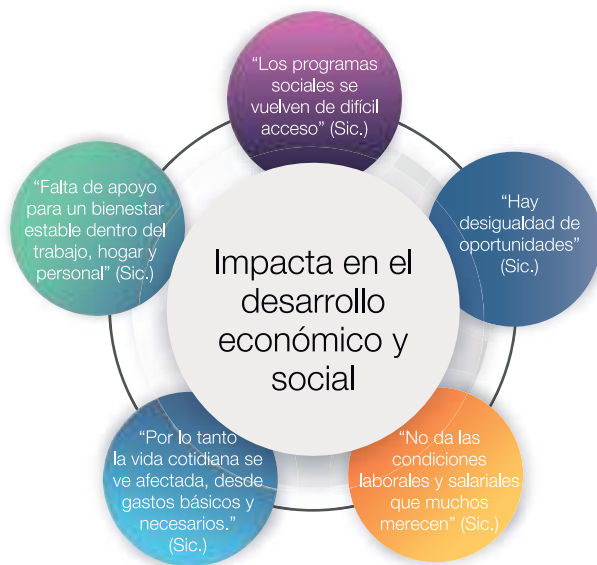 “Los programas
sociales se
vuelven de difícil
acceso” (Sic.)
“Falta de apoyo
para un bienestar
estable dentro del
trabajo, hogar y
personal” (Sic.)
“Hay
desigualdad de
oportunidades”
(Sic.)
Impacta en el
desarrollo
económico y
social
“Por lo tanto
la vida cotidiana se
ve afectada, desde
gastos básicos y
necesarios.”
(Sic.)
“No da las
condiciones
laborales y salariales
que muchos
merecen” (Sic.)